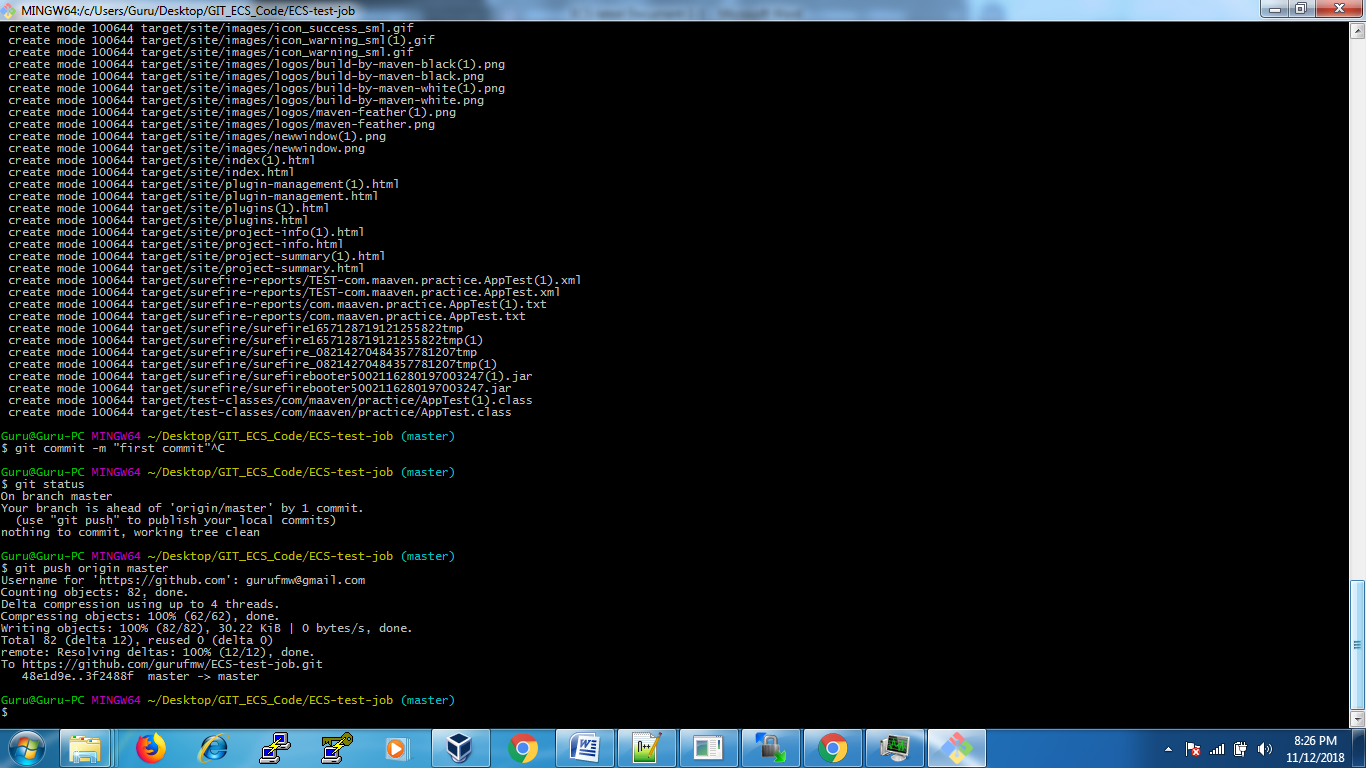 MINGW64:/c/Users/Guru/Desktop/GIT_ECS_Code/ECS-test-job
create mode 100644 target/site/images/icon_success_sml.gif
create mode 100644 target/site/images/icon_warning_sml(1).gif
create mode 100644 target/site/images/icon_warning_sml.gif
create mode 100644 target/site/images/logos/build-by-maven-black(1).png
create mode 100644 target/site/images/logos/build-by-maven-black.png
create mode 100644 target/site/images/logos/build-by-maven-white(1).png
create mode 100644 target/site/images/logos/build-by-maven-white.png
create mode 100644 target/site/images/logos/maven-feather(1).png
create mode 100644 target/site/images/logos/maven-feather.png
create mode 100644 target/site/images/newwindow(1).png
create mode 100644 target/site/images/newwindow.png
create mode 100644 target/site/index(1).html
create mode 100644 target/site/index.html
create mode 100644 target/site/plugin-management(1).html
create mode 100644 target/site/plugin-management.html
create mode 100644 target/site/plugins(1).html
create mode 100644 target/site/plugins.html
create mode 100644 target/site/project-info(1).html
create mode 100644 target/site/project-info.html
create mode 100644 target/site/project-summary(1).html
create mode 100644 target/site/project-summary.html
create mode 100644 target/surefire-reports/TEST-com.maaven.practice.AppTest(1).xml
create mode 100644 target/surefire-reports/TEST-com.maaven.practice.AppTest.xml
create mode 100644 target/surefire-reports/com.maaven.practice.AppTest(1).txt
create mode 100644 target/surefire-reports/com.maaven.practice.AppTest.txt
create mode 100644 target/surefire/surefire1657128719121255822tmp
create mode 100644 target/surefire/surefire1657128719121255822tmp(1)
create mode 100644 target/surefire/surefire_08214270484357781207tmp
create mode 100644 target/surefire/surefire_08214270484357781207tmp(1)
create mode 100644 target/surefire/surefirebooter5002116280197003247(1).jar
create mode 100644 target/surefire/surefirebooter5002116280197003247.jar
create mode 100644 target/test-classes/com/maaven/practice/AppTest(1).class
create mode 100644 target/test-classes/com/maaven/practice/AppTest.class
Guru@Guru-PC MINGW64 ~/Desktop/GIT_ECS_Code/ECS-test-job (master)
$ git commit -m "first commit"^C
Guru@Guru-PC MINGW64 ~/Desktop/GIT_ECS_Code/ECS-test-job (master)
$ git status
On branch master
Your branch is ahead of 'origin/master' by 1 commit.
(use "git push" to publish your local commits)
nothing to commit, working tree clean
Guru@Guru-PC MINGW64 ~/Desktop/GIT_ECS_Code/ECS-test-job (master)
$ git push origin master
Username for 'https://github.com': gurufmw@gmail.com
Counting objects: 82, done.
Delta compression using up to 4 threads.
Compressing objects: 100% (62/62), done.
Writing objects: 100% (82/82), 30.22 KiB | 0 bytes/s, done.
Total 82 (delta 12), reused 0 (delta 0)
remote: Resolving deltas: 100% (12/12), done.
To https://github.com/gurufmw/ECS-test-job.git
48e1d9e..3f2488f  master -> master
Guru@Guru-PC MINGW64 ~/Desktop/GIT_ECS_Code/ECS-test-job (master)
$
8:26 PM
11/12/2018